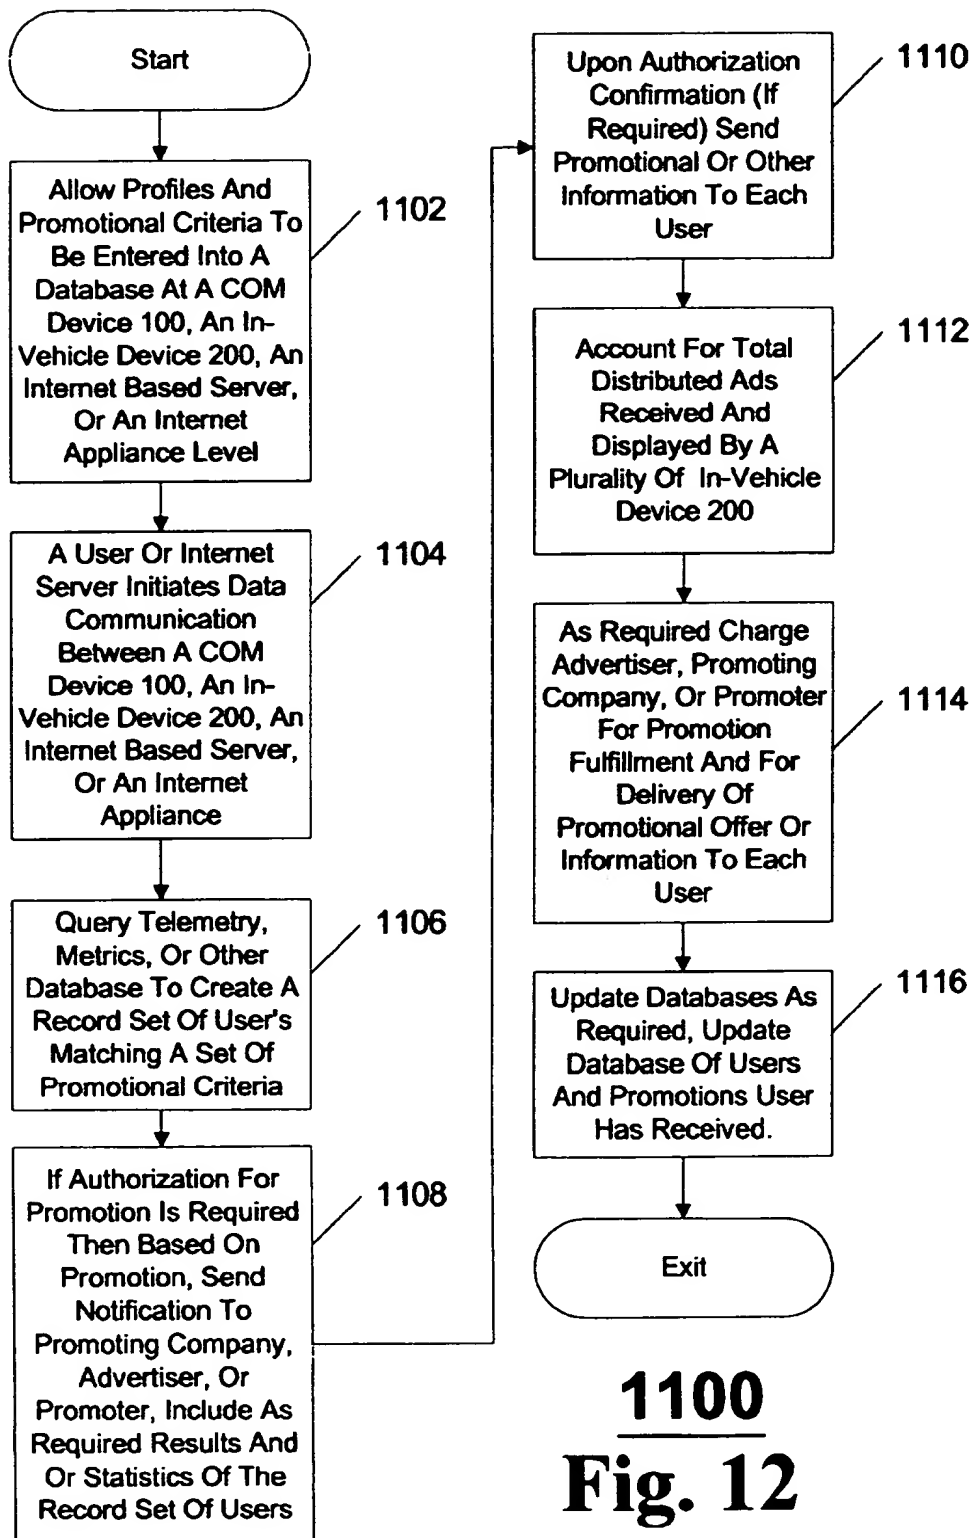 Start
Allow Profiles And
Promotional Criteria To
Be Entered Into A
Database At A COM
Device 100, An In-
Vehicle Device 200, An
Internet Based Server,
Or An Internet
Appliance Level
1102
A User Or Internet
Server Initiates Data
Communication
Between A COM
Device 100, An In-
Vehicle Device 200, An
Internet Based Server,
Or An Internet
Appliance
1104
Query Telemetry,
Metrics, Or Other
Database To Create A
Record Set Of User's
Matching A Set Of
Promotional Criteria
1106
If Authorization For
Promotion Is Required
Then Based On
Promotion, Send
Notification To
Promoting Company,
Advertiser, Or
Promoter, Include As
Required Results And
Or Statistics Of The
Record Set Of Users
1108
Upon Authorization
Confirmation (If
Required) Send
Promotional Or Other
Information To Each
User
1110
Account For Total
Distributed Ads
Received And
Displayed By A
Plurality Of In-Vehicle
Device 200
1112
As Required Charge
Advertiser, Promoting
Company, Or Promoter
For Promotion
Fulfillment And For
Delivery Of
Promotional Offer Or
Information To Each
User
1114
Update Databases As
Required, Update
Database Of Users
And Promotions User
Has Received.
1116
Exit
1100
Fig. 12